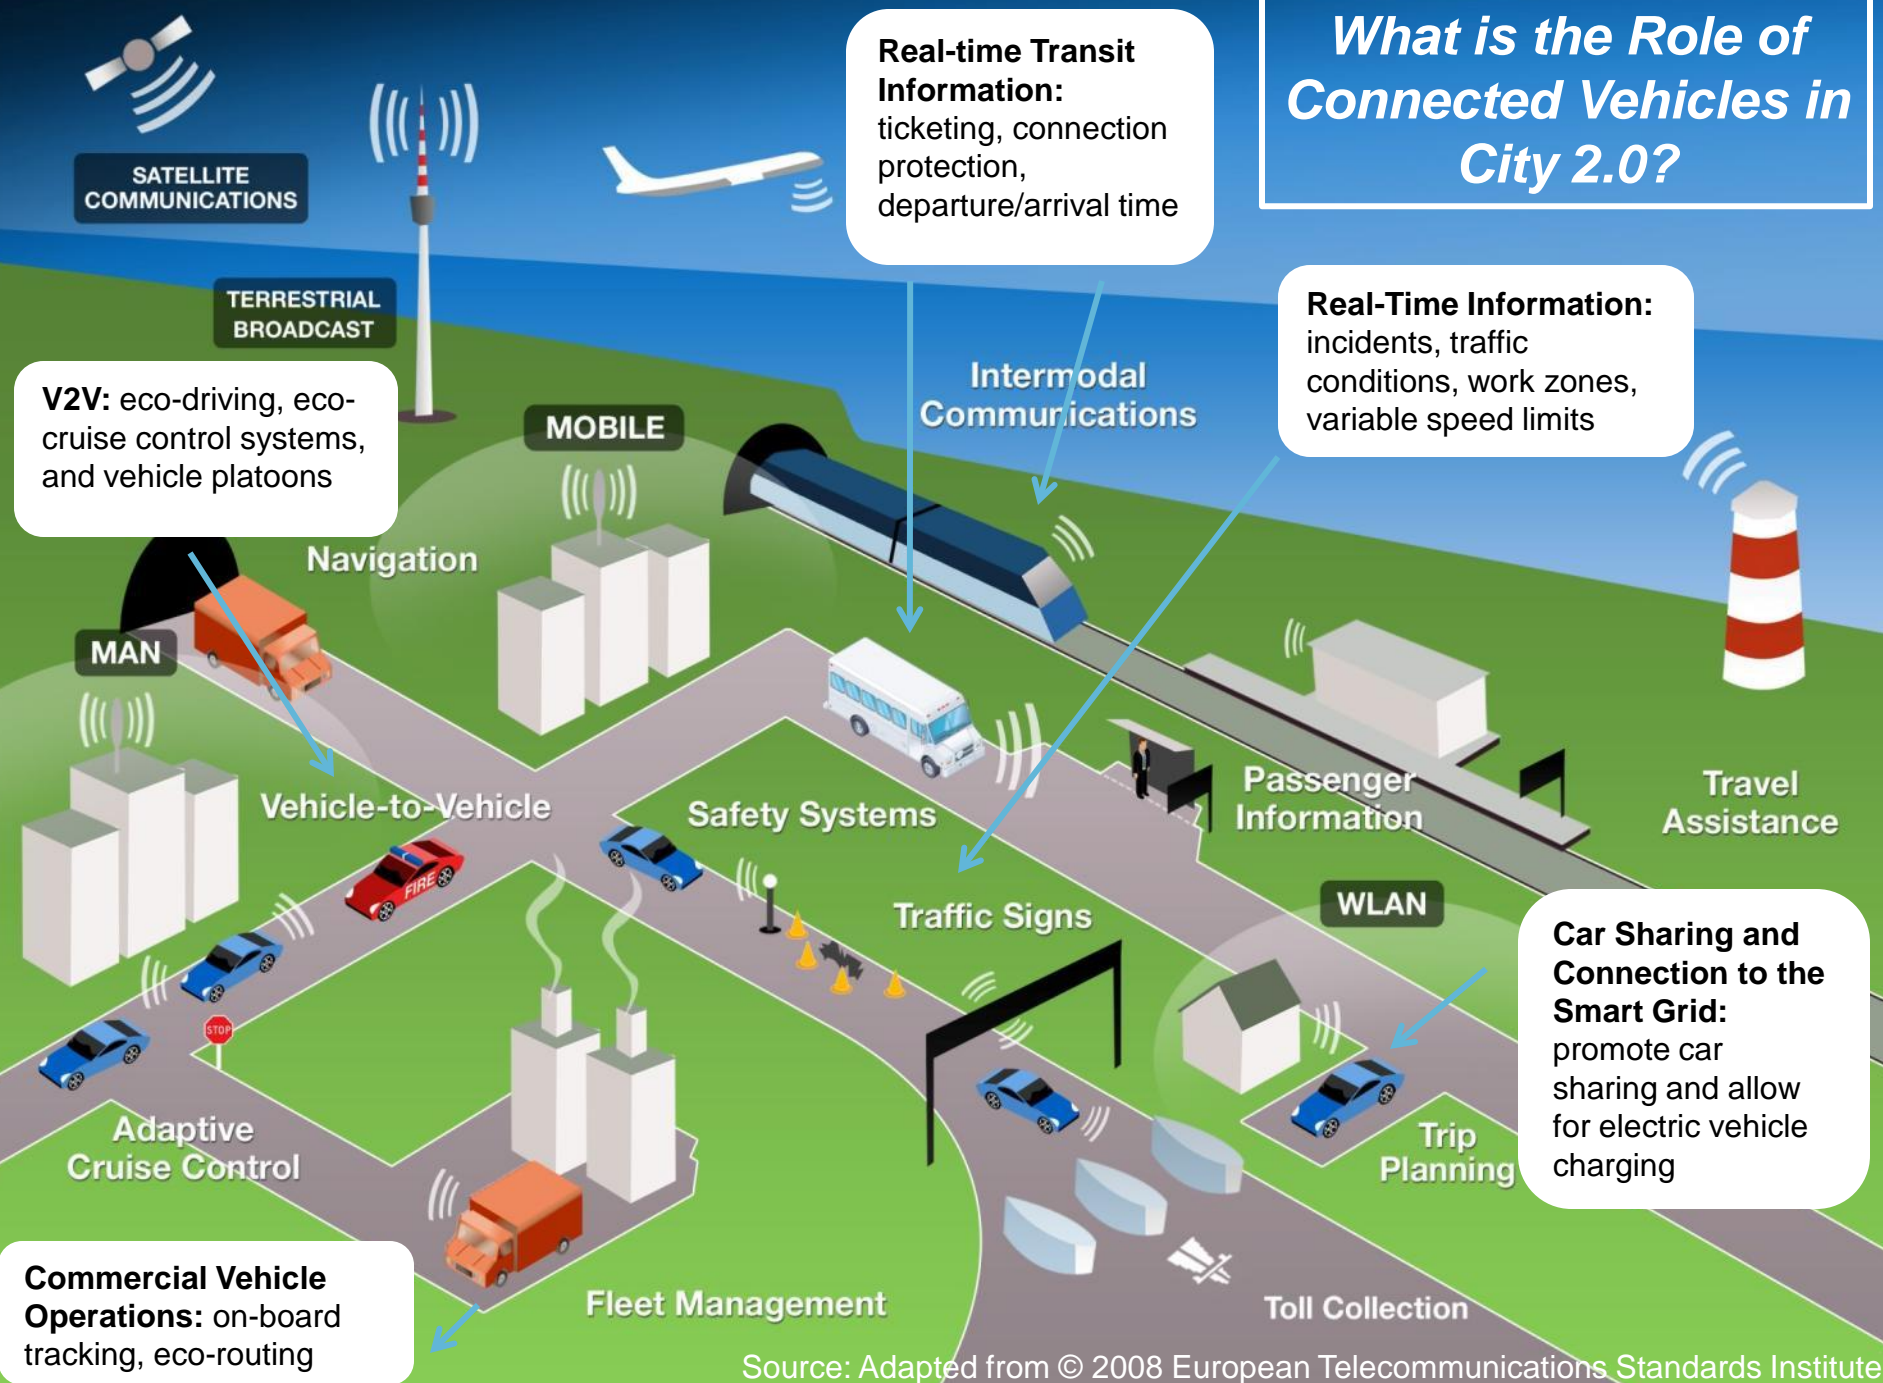 What is the Role of
Connected Vehicles in
City 2.0?
Real-time Transit
Information:
ticketing, connection
protection,
departure/arrival time
SATELLITE
COMMUNICATIONS
TERRESTRIAL
BROADCAST
Real-Time Information:
incidents, traffic
conditions, work zones,
variable speed limits
Intermodal
Communications
V2V: eco-driving, eco-
cruise control systems,
and vehicle platoons
MOBILE
Navigation
MAN
Vehicle-to-Vehicle
Safety Systems
Passenger
Information
Travel
Assistance
FIRE
Traffic Signs
WLAN
Car Sharing and
Connection to the
Smart Grid:
promote car
sharing and allow
for electric vehicle
charging
STOP
Adaptive
Cruise Control
Trip
Planning
Commercial Vehicle
Operations: on-board
tracking, eco-routing
Fleet Management
Toll Collection
Source: Adapted from © 2008 European Telecommunications Standards Institute